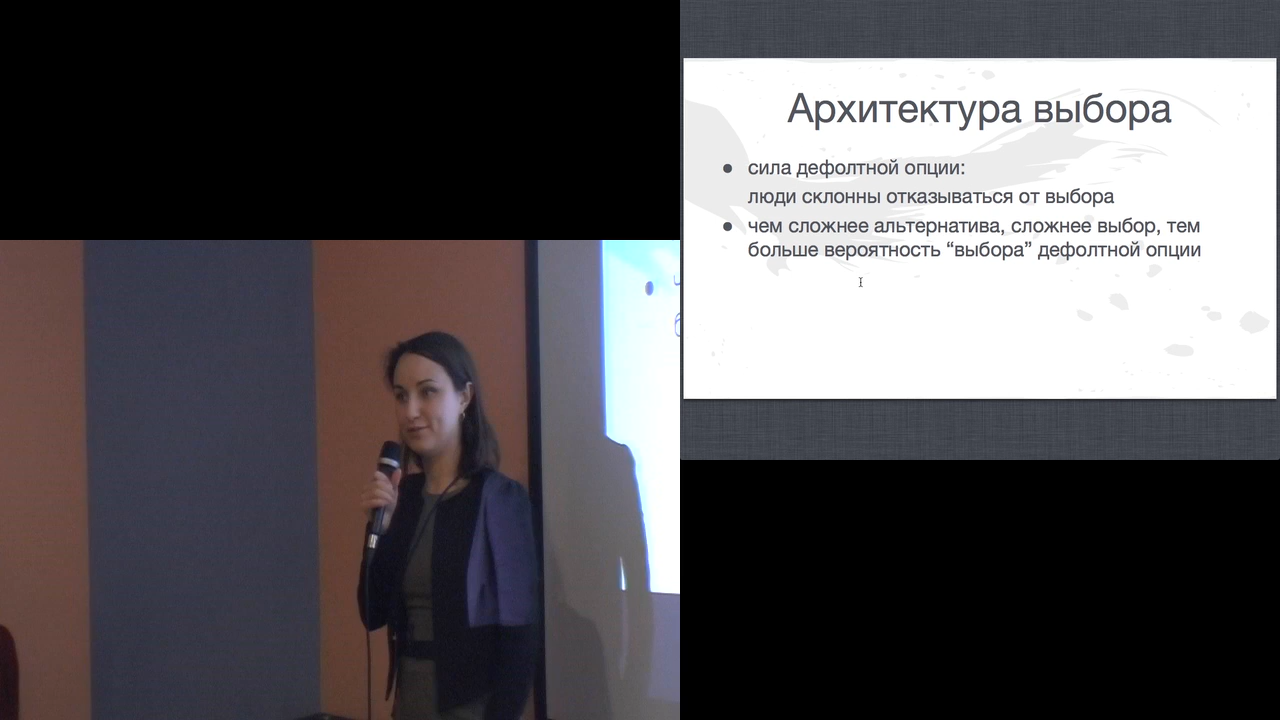 Архитектура выбора
сила дефолтной опции:
люди склонны отказываться от выбора
чем сложнее альтернатива, сложнее выбор, тем
больше вероятность “выбора” дефолтной опции